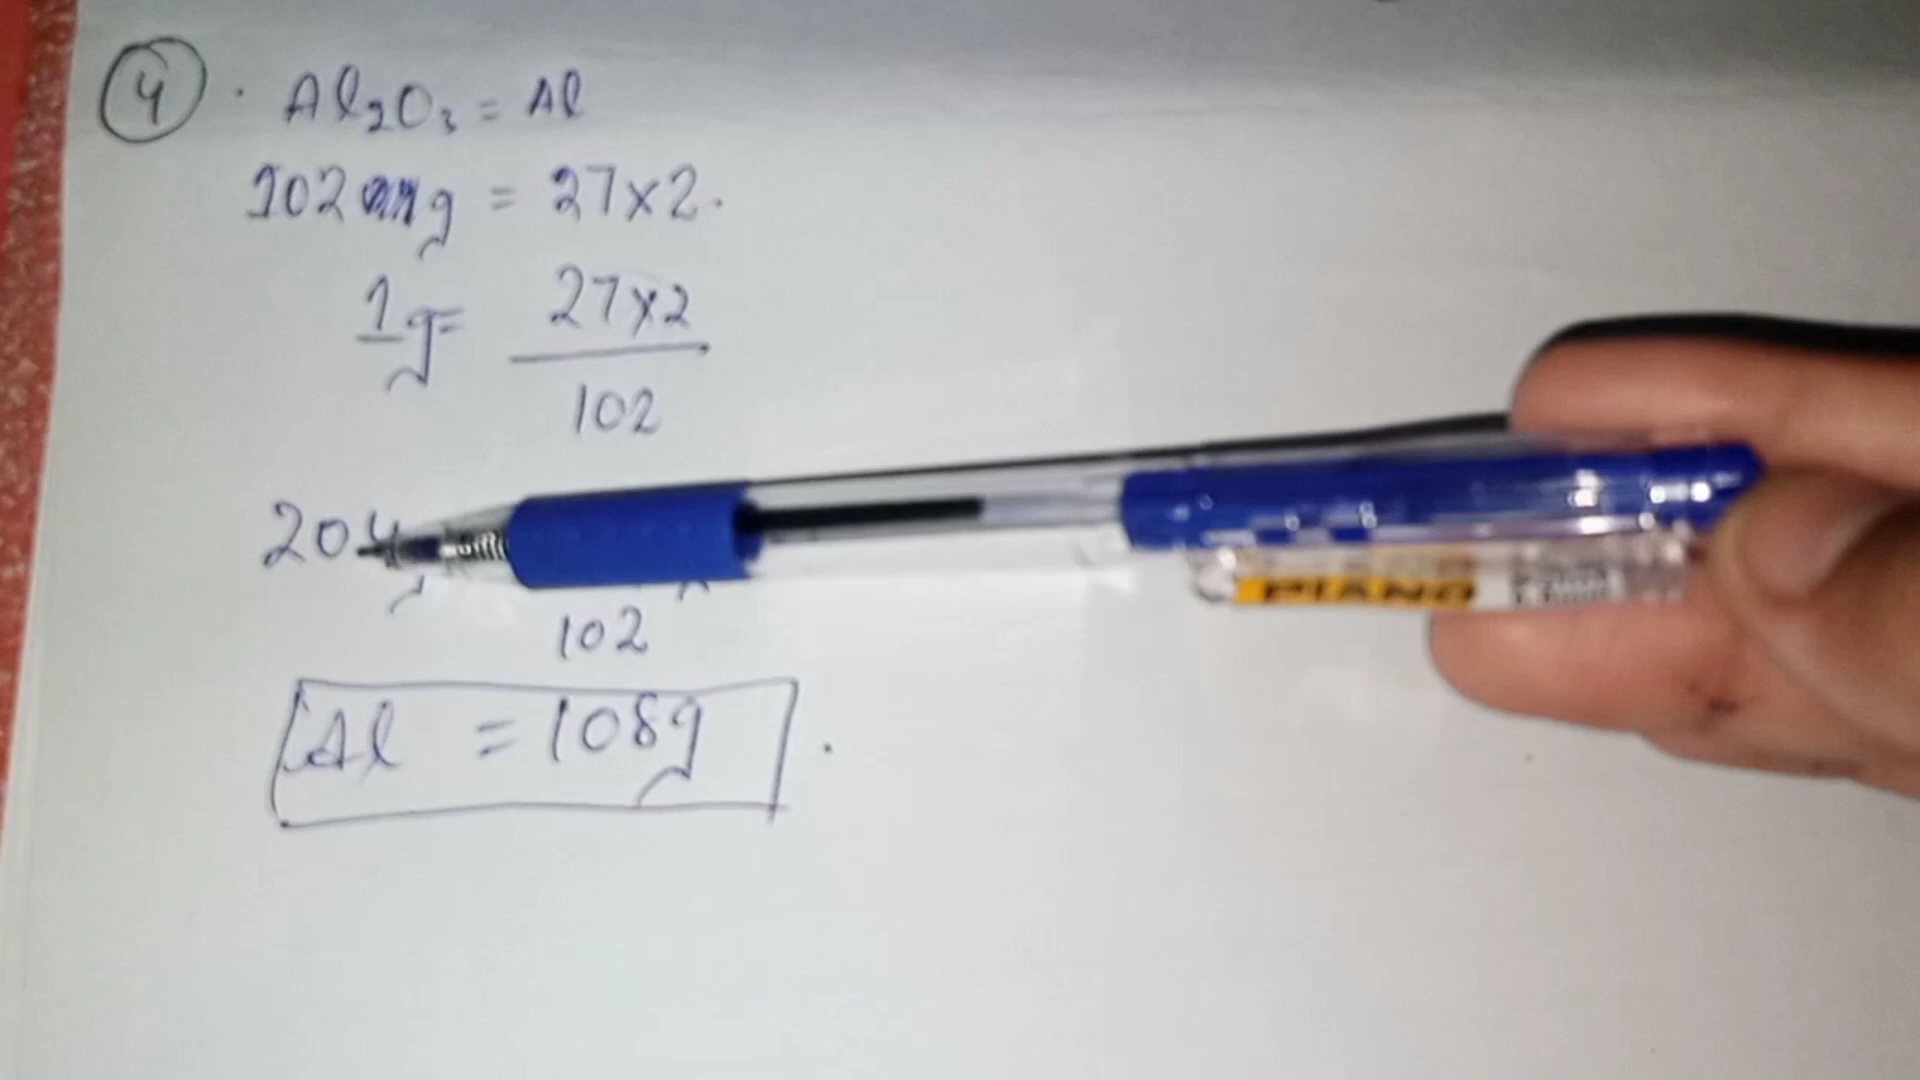 4 . Al₂O₃ = Al
102 g = 27×2.
1g = 27×2
102
204
102
Al = 108g .
PIANO